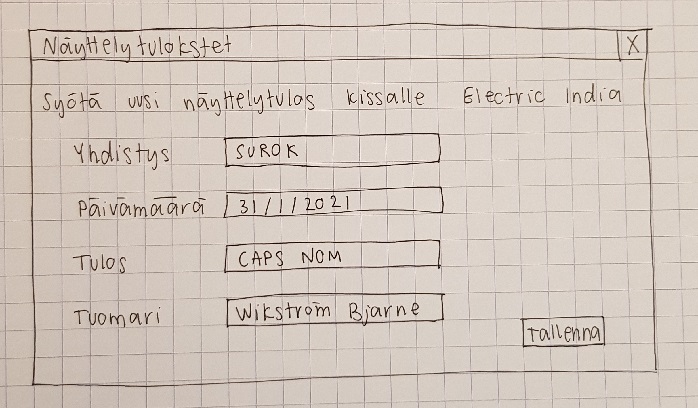 Näyttelytulokstet X
Syötä uusi näyttelytulos kissalle Electric India
Yhdistys SUROK
Päivämäärä 31/1/2021
Tulos CAPS NOM
Tuomari Wikström Bjarne
Tallenna